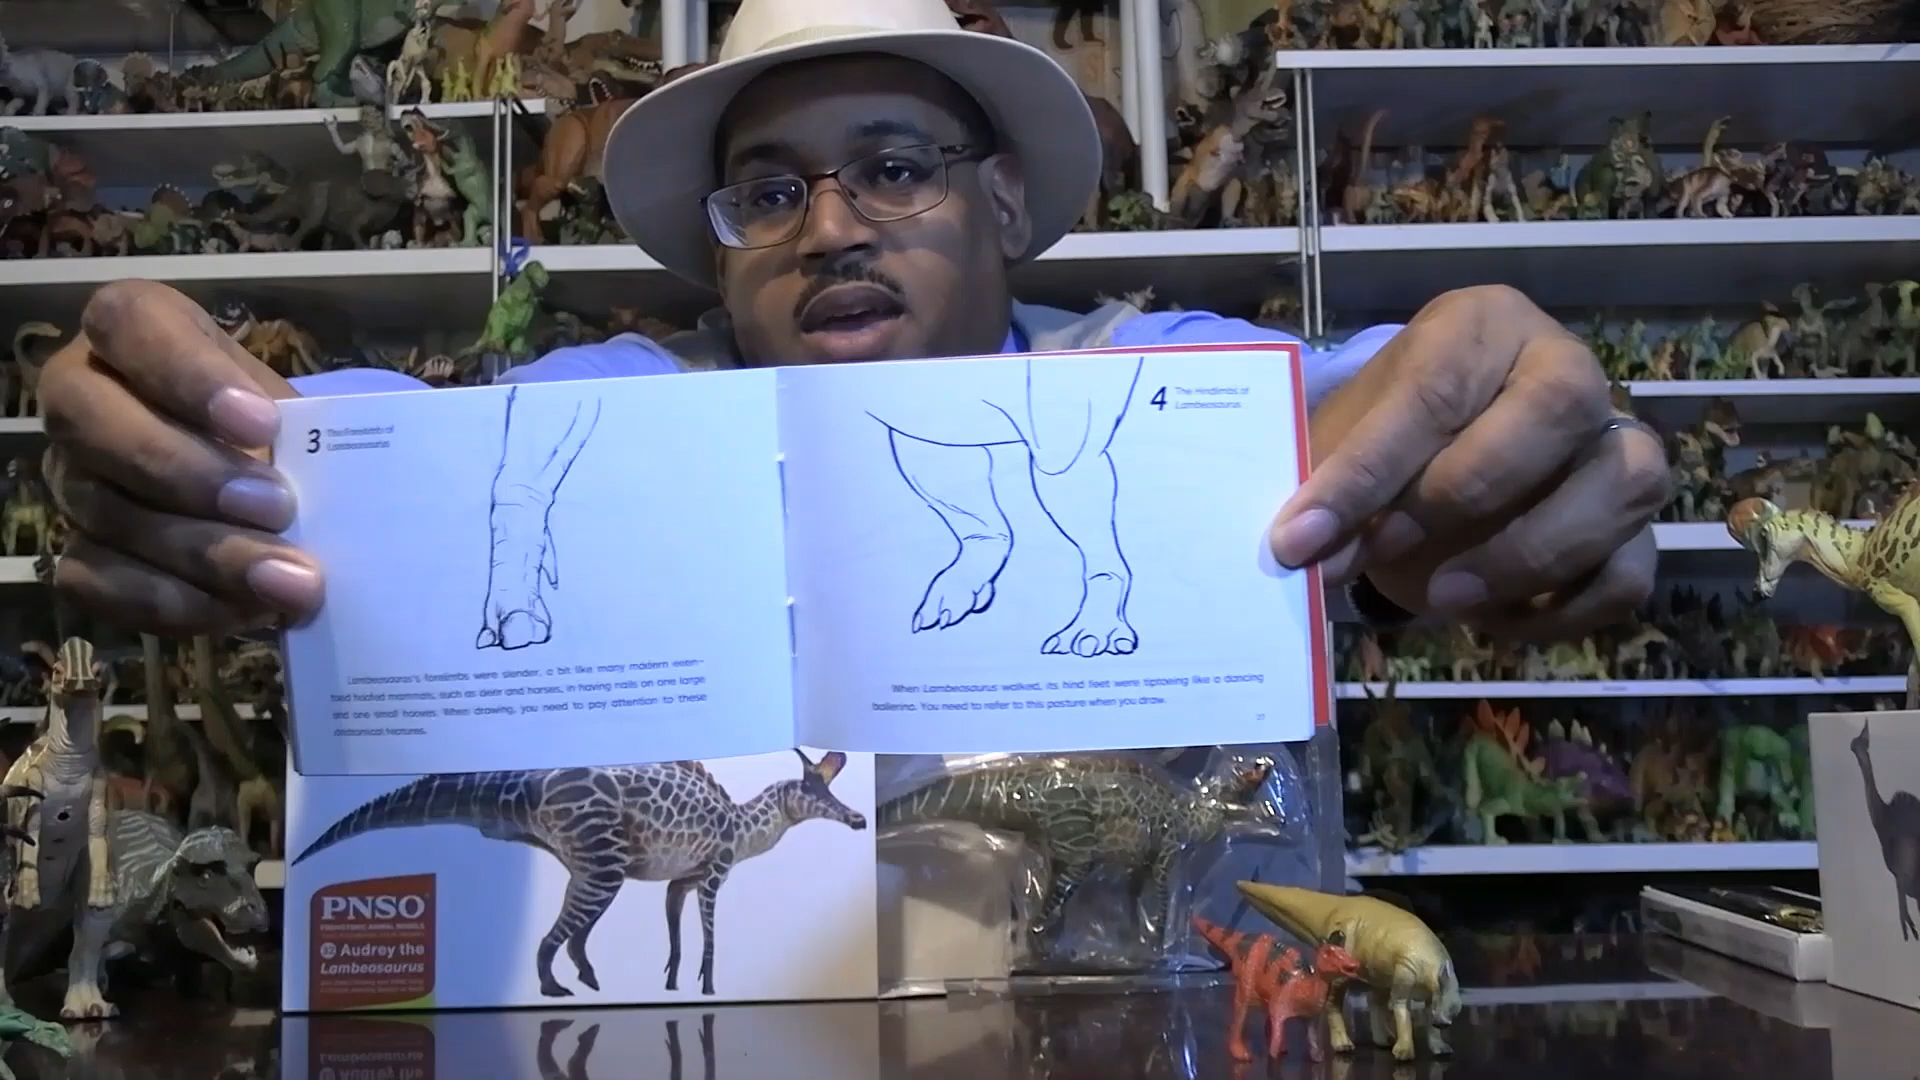 3 The Forelimbs of
Lambeosaurus
Lambeosaurus's forelimbs were slender, a bit like many modern even-
toed hoofed mammals, such as deer and horses, in having nails on one large
and one small hooves. When drawing, you need to pay attention to these
anatomical features.
4 The Hindlimbs of
Lambeosaurus
When Lambeosaurus walked, its hind feet were tiptoeing like a dancing
ballerina. You need to refer to this posture when you draw.
PNSO
PREHISTORIC ANIMAL MODELS
Audrey the
Lambeosaurus